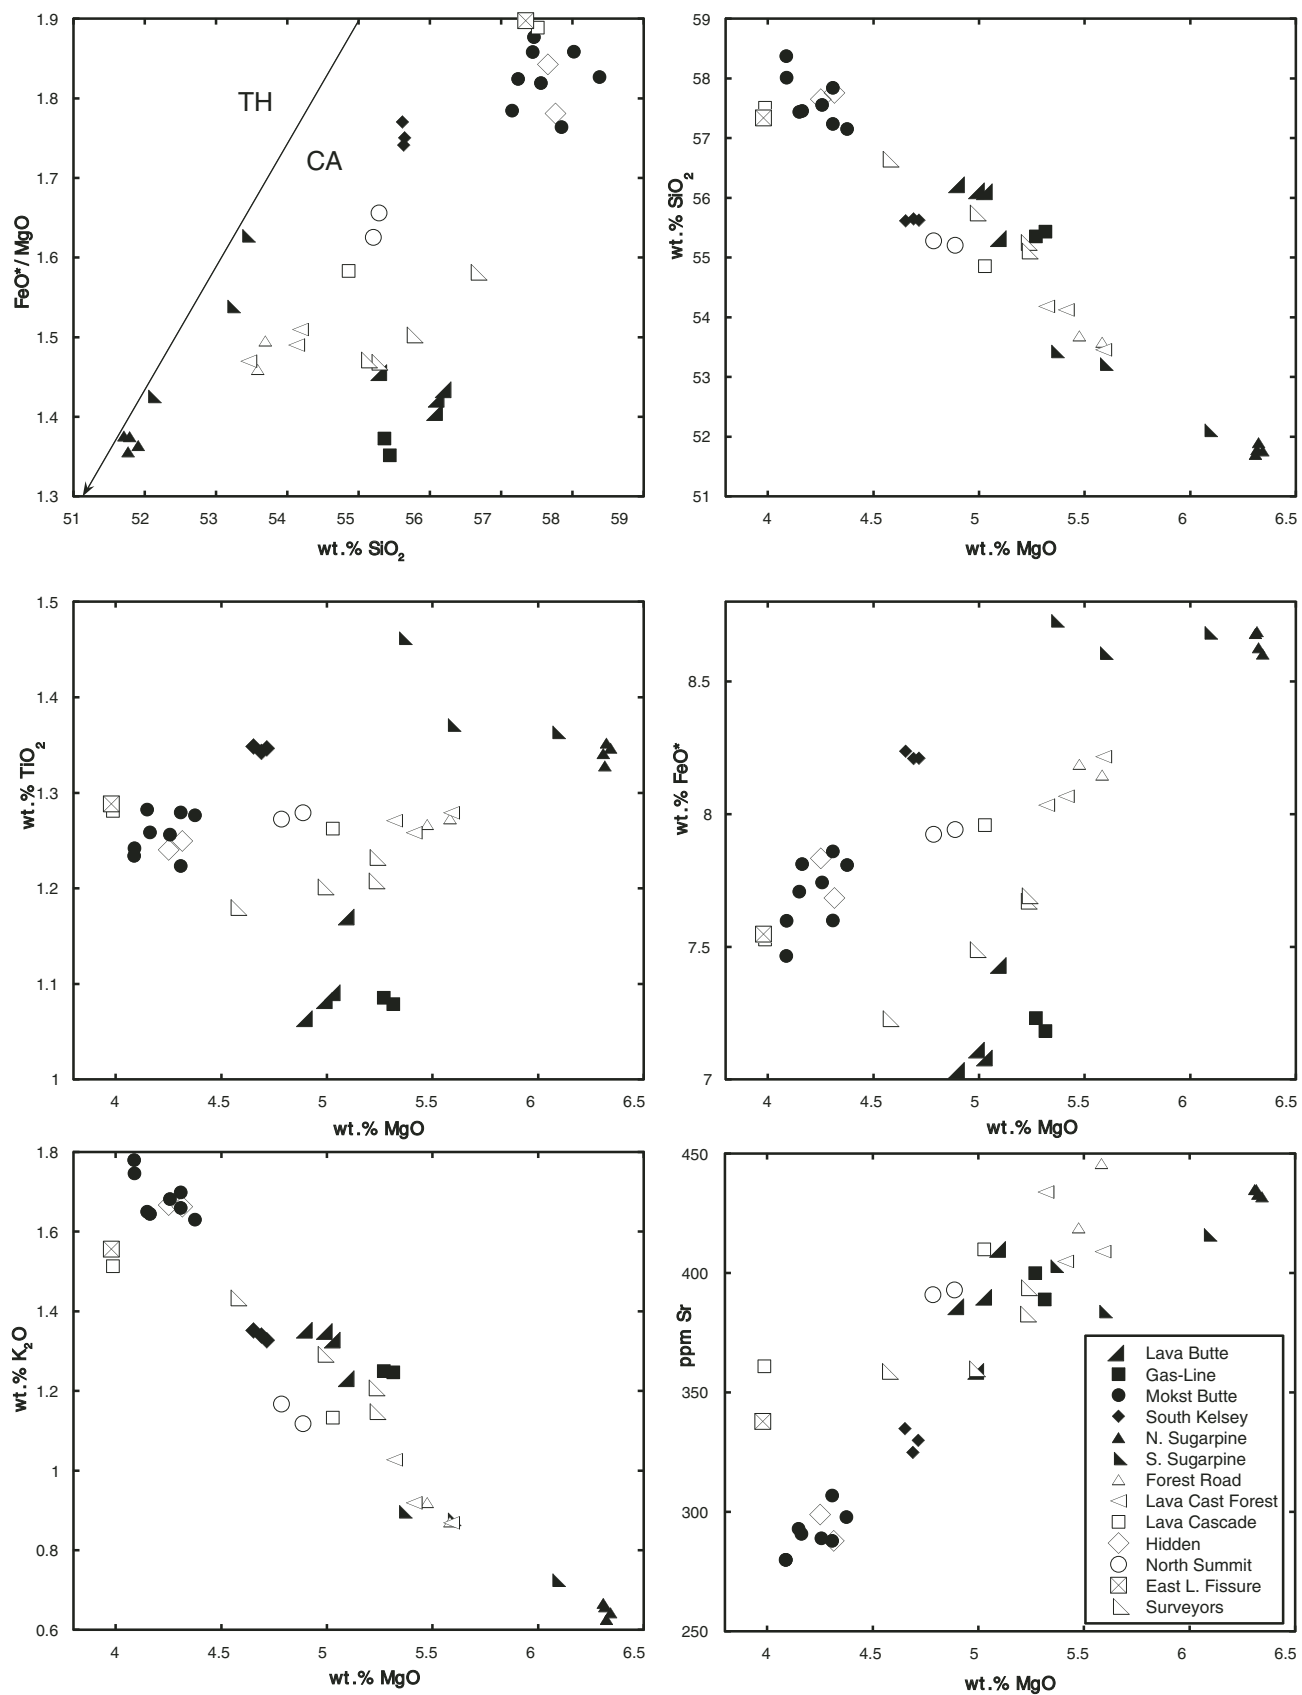 1.9
1.8
1.7
1.6
1.5
1.4
1.3
FeO*/ MgO
TH
CA
51 52 53 54 55 56 57 58 59
wt.% SiO2
59
58
57
56
55
54
53
52
51
wt.% SiO2
4 4.5 5 5.5 6 6.5
wt.% MgO
1.5
1.4
1.3
1.2
1.1
1
wt.% TiO2
4 4.5 5 5.5 6 6.5
wt.% MgO
8.5
8
7.5
7
wt.% FeO*
4 4.5 5 5.5 6 6.5
wt.% MgO
1.8
1.6
1.4
1.2
1
0.8
0.6
wt.% K2O
4 4.5 5 5.5 6 6.5
wt.% MgO
450
400
350
300
250
ppm Sr
Lava Butte
Gas-Line
Mokst Butte
South Kelsey
N. Sugarpine
S. Sugarpine
Forest Road
Lava Cast Forest
Lava Cascade
Hidden
North Summit
East L. Fissure
Surveyors
4 4.5 5 5.5 6 6.5
wt.% MgO